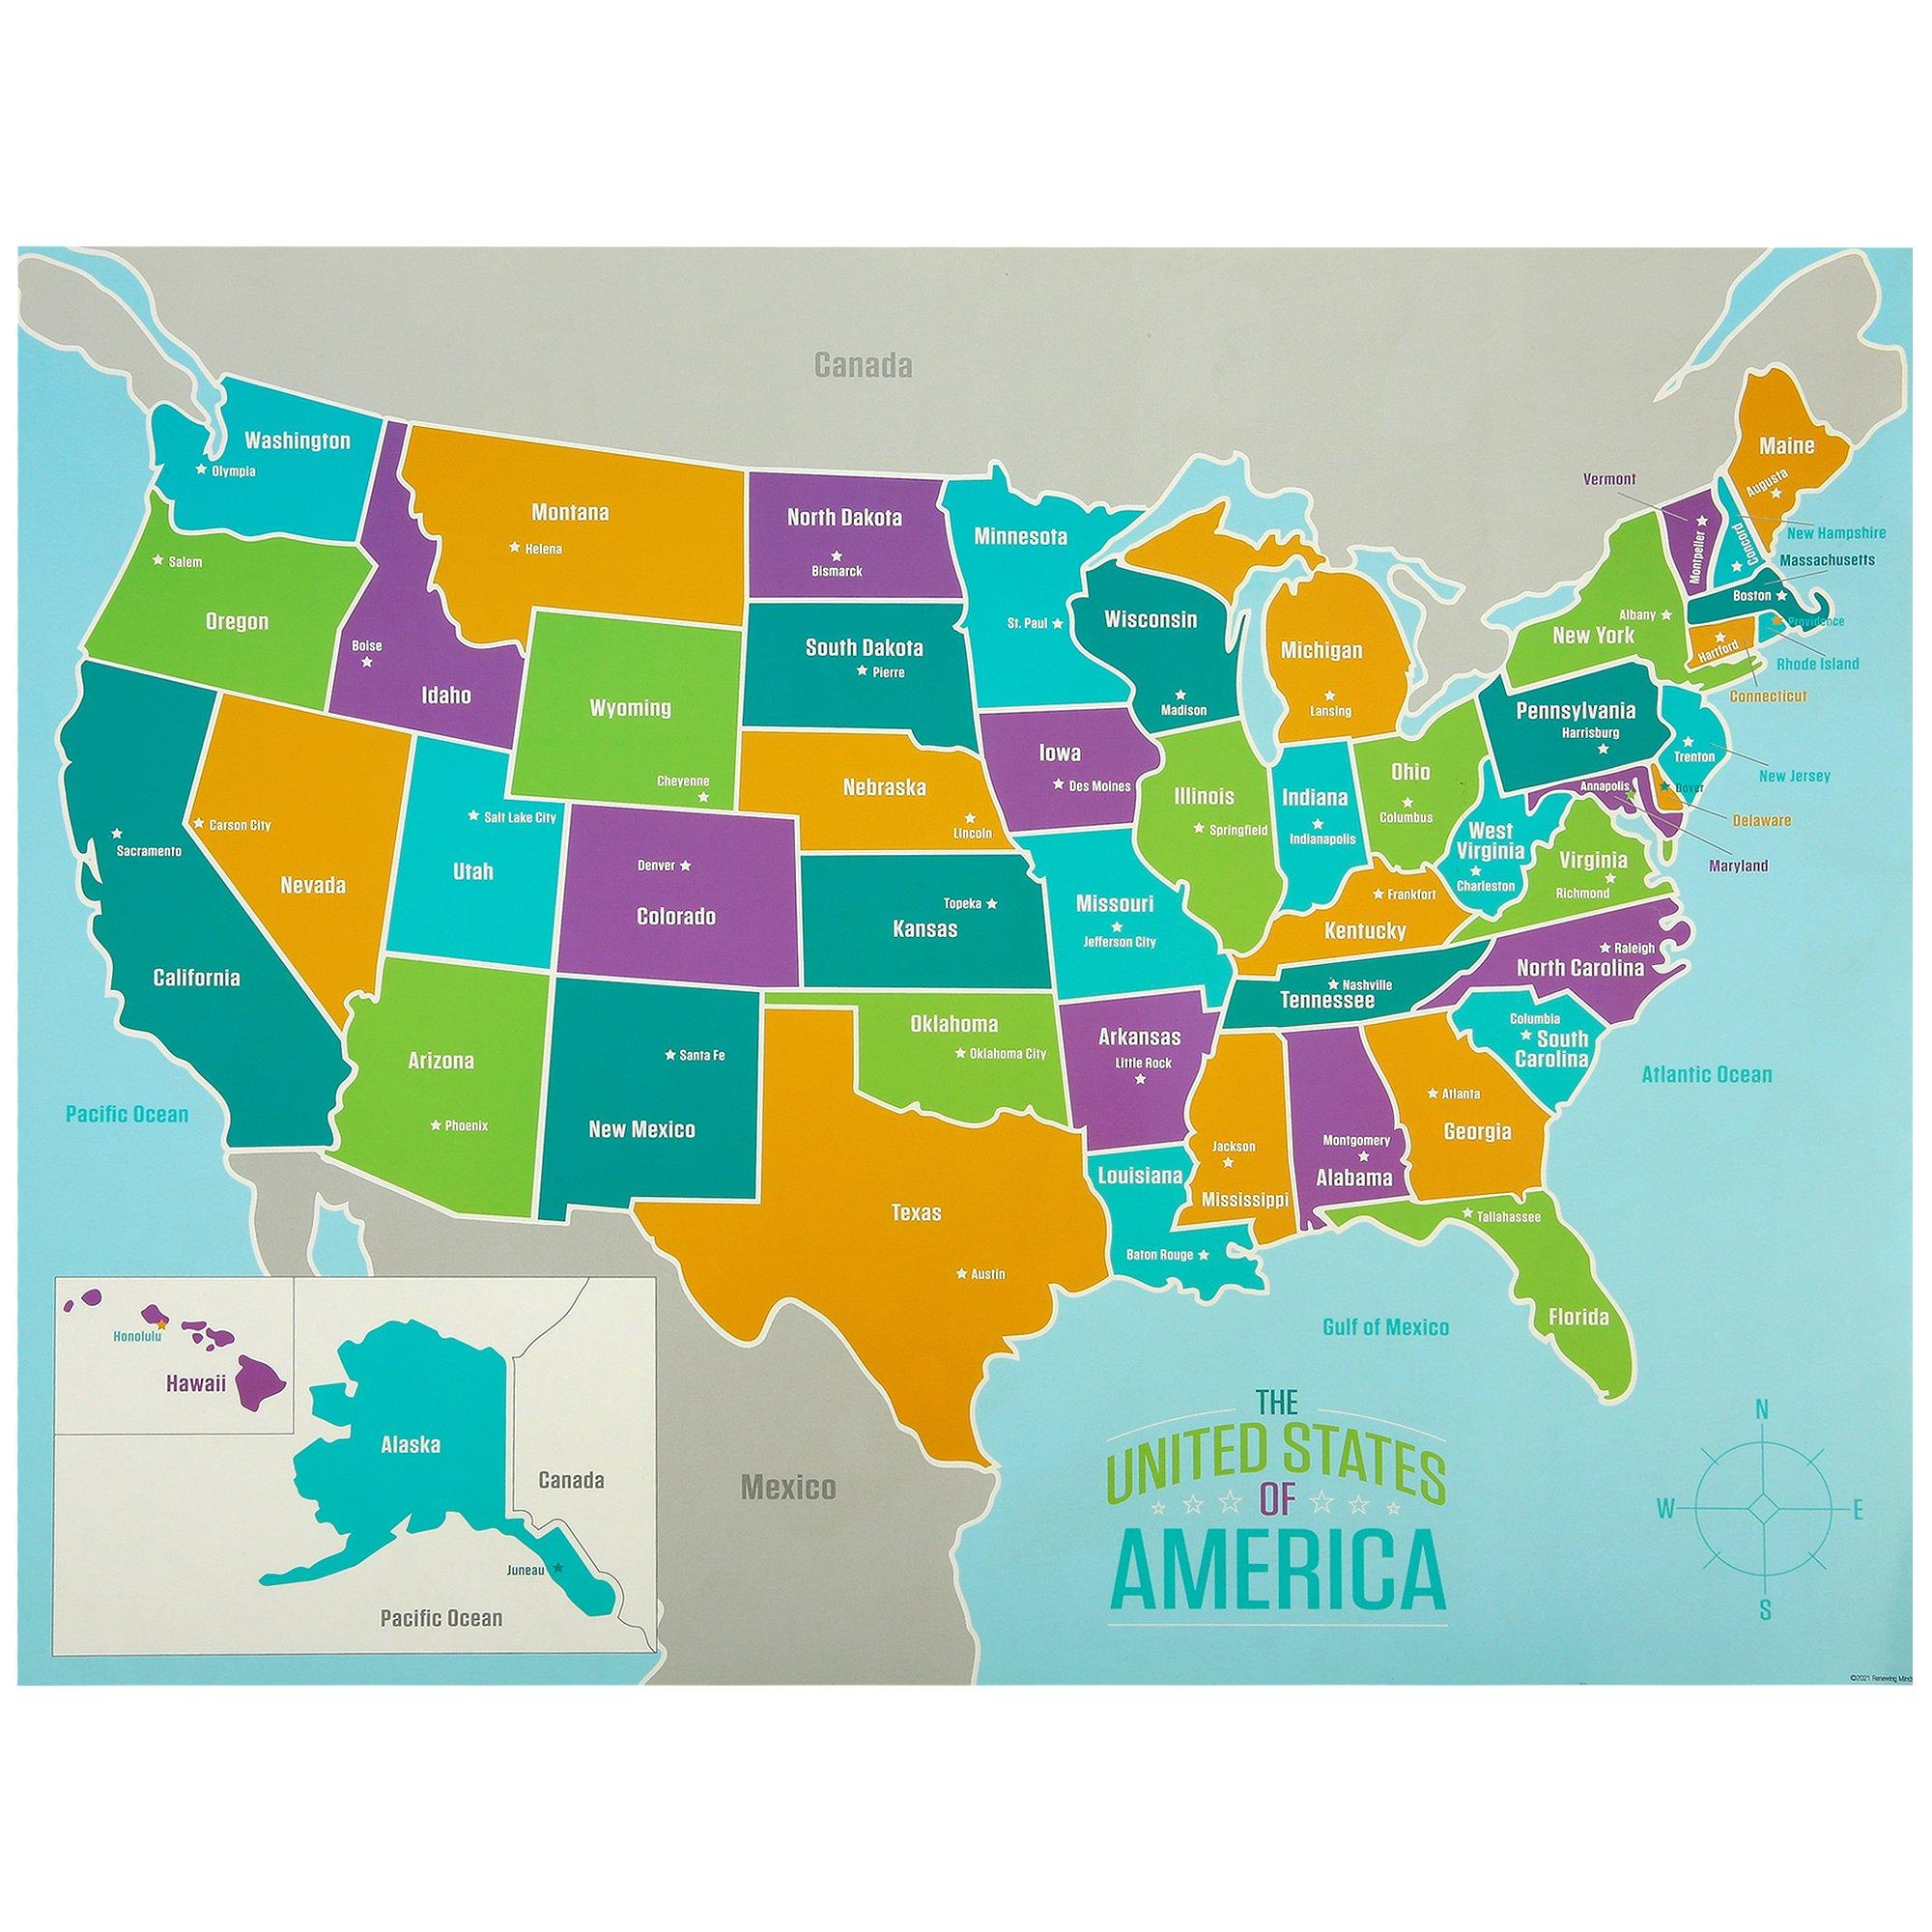 Canada
Washington
Olympia
Montana
Helena
North Dakota
Bismarck
Minnesota
St. Paul
Maine
Augusta
Vermont
Montpelier
New Hampshire
Concord
Massachusetts
Boston
Salem
Oregon
Boise
Idaho
Wyoming
Cheyenne
South Dakota
Pierre
Wisconsin
Madison
Michigan
Lansing
Albany
New York
Hartford
Providence
Rhode Island
Connecticut
Pennsylvania
Harrisburg
Trenton
New Jersey
Iowa
Des Moines
Nebraska
Lincoln
Illinois
Springfield
Indiana
Indianapolis
Ohio
Columbus
West
Virginia
Charleston
Annapolis
Dover
Delaware
Maryland
Virginia
Richmond
Sacramento
California
Carson City
Nevada
Salt Lake City
Utah
Denver
Colorado
Topeka
Kansas
Missouri
Jefferson City
Frankfort
Kentucky
Raleigh
North Carolina
Nashville
Tennessee
Columbia
South
Carolina
Arizona
Phoenix
Santa Fe
New Mexico
Oklahoma
Oklahoma City
Arkansas
Little Rock
Atlanta
Georgia
Atlantic Ocean
Pacific Ocean
Texas
Austin
Louisiana
Baton Rouge
Jackson
Mississippi
Montgomery
Alabama
Tallahassee
Florida
Gulf of Mexico
Honolulu
Hawaii
Alaska
Canada
Juneau
Pacific Ocean
Mexico
THE
UNITED STATES
OF
AMERICA
N
W
E
S
©2021 Renewing Minds